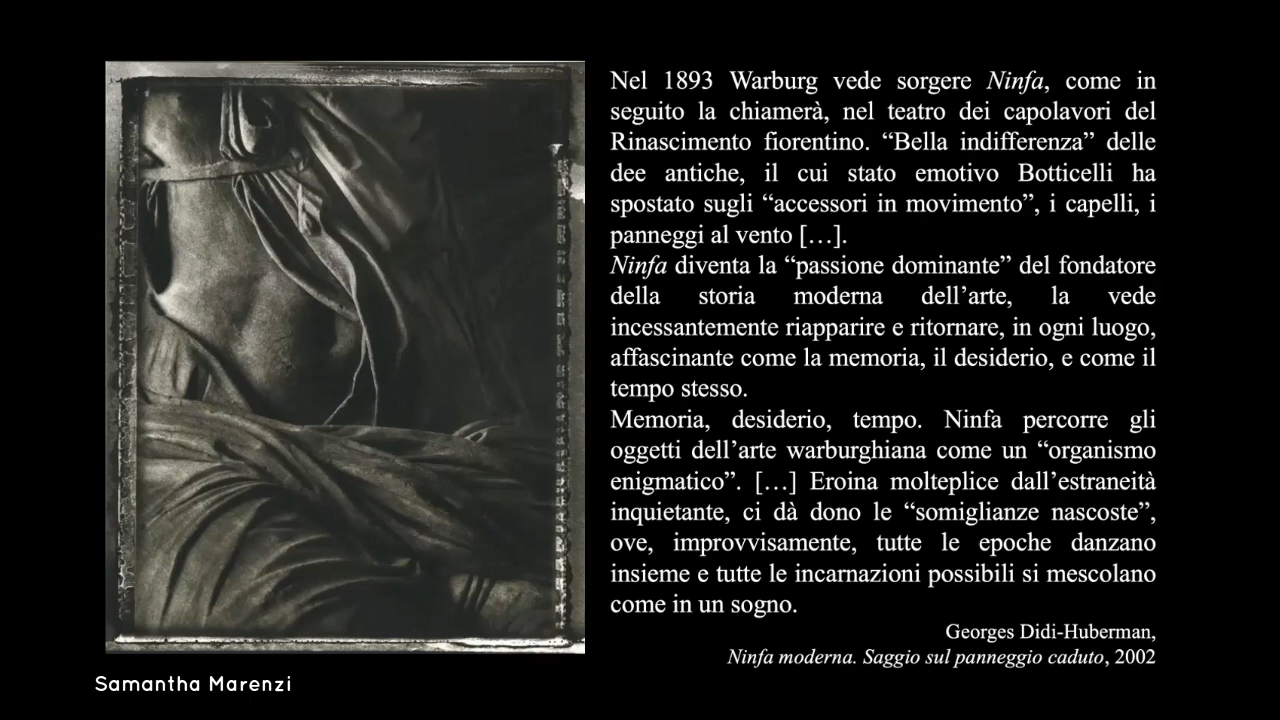 Nel 1893 Warburg vede sorgere Ninfa, come in
seguito la chiamerà, nel teatro dei capolavori del
Rinascimento fiorentino. “Bella indifferenza” delle
dee antiche, il cui stato emotivo Botticelli ha
spostato sugli “accessori in movimento”, i capelli, i
panneggi al vento […].
Ninfa diventa la “passione dominante” del fondatore
della storia moderna dell’arte, la vede
incessantemente riapparire e ritornare, in ogni luogo,
affascinante come la memoria, il desiderio, e come il
tempo stesso.
Memoria, desiderio, tempo. Ninfa percorre gli
oggetti dell’arte warburghiana come un “organismo
enigmatico”. […] Eroina molteplice dall’estraneità
inquietante, ci dà dono le “somiglianze nascoste”,
ove, improvvisamente, tutte le epoche danzano
insieme e tutte le incarnazioni possibili si mescolano
come in un sogno.
Georges Didi-Huberman,
Ninfa moderna. Saggio sul panneggio caduto, 2002
Samantha Marenzi